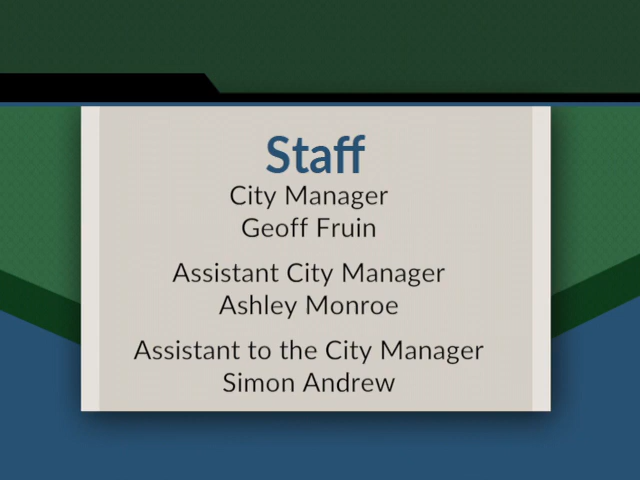 Staff
City Manager
Geoff Fruin
Assistant City Manager
Ashley Monroe
Assistant to the City Manager
Simon Andrew